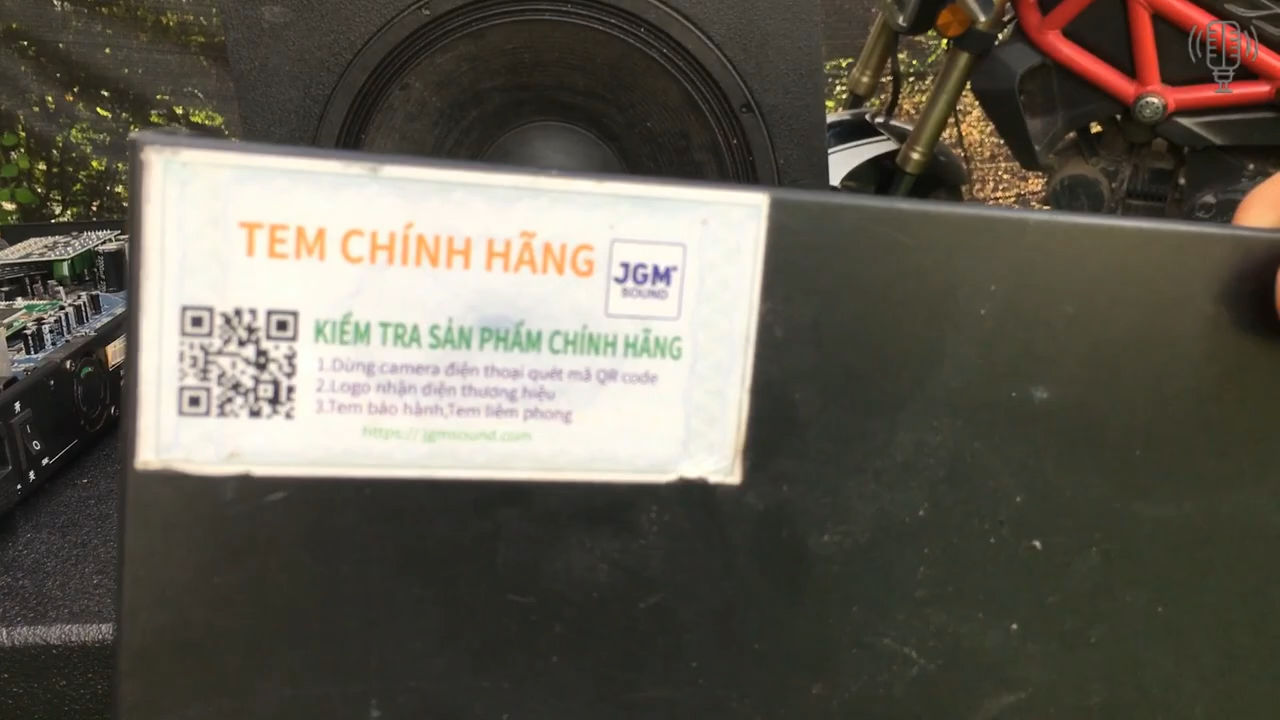 TEM CHÍNH HÃNG
JGM
SOUND
KIỂM TRA SẢN PHẨM CHÍNH HÃNG
1.Dùng camera điện thoại quét mã QR code
2.Logo nhận diện thương hiệu
3.Tem bảo hành,Tem liêm phong
https://jgmsound.com